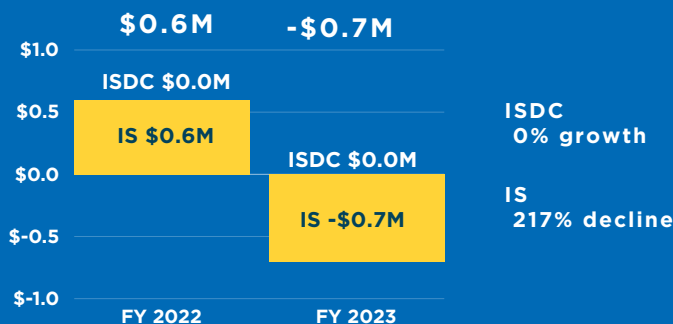 $0.6M -$0.7M
$1.0
ISDC $0.0M
$0.5
IS $0.6M
ISDC
0% growth
ISDC $0.0M
$0.0
IS
217% decline
IS -$0.7M
$-0.5
$-1.0
FY 2022 FY 2023